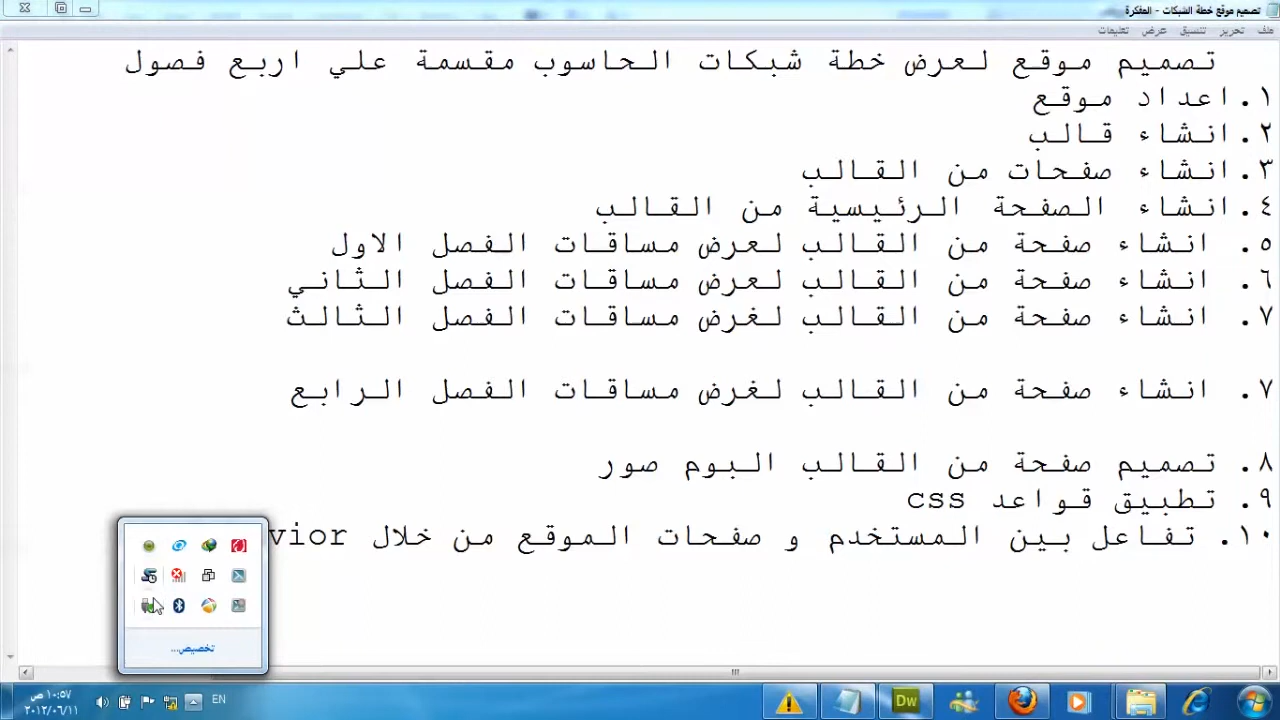 تصميم موقع خطة الشبكات - المفكرة
ملف تحرير تنسيق عرض تعليمات
تصميم موقع لعرض خطة شبكات الحاسوب مقسمة علي اربع فصول
١.اعداد موقع
٢.انشاء قالب
٣.انشاء صفحات من القالب
٤.انشاء الصفحة الرئيسية من القالب
٥. انشاء صفحة من القالب لعرض مساقات الفصل الاول
٦. انشاء صفحة من القالب لعرض مساقات الفصل الثاني
٧. انشاء صفحة من القالب لغرض مساقات الفصل الثالث
٧. انشاء صفحة من القالب لغرض مساقات الفصل الرابع
٨. تصميم صفحة من القالب البوم صور
٩. تطبيق قواعد css
١٠. تفاعل بين المستخدم و صفحات الموقع من خلال vior
تخصيص...
EN
١٠:٥٧ ص
٢٠١٢/٠٦/١١
Dw